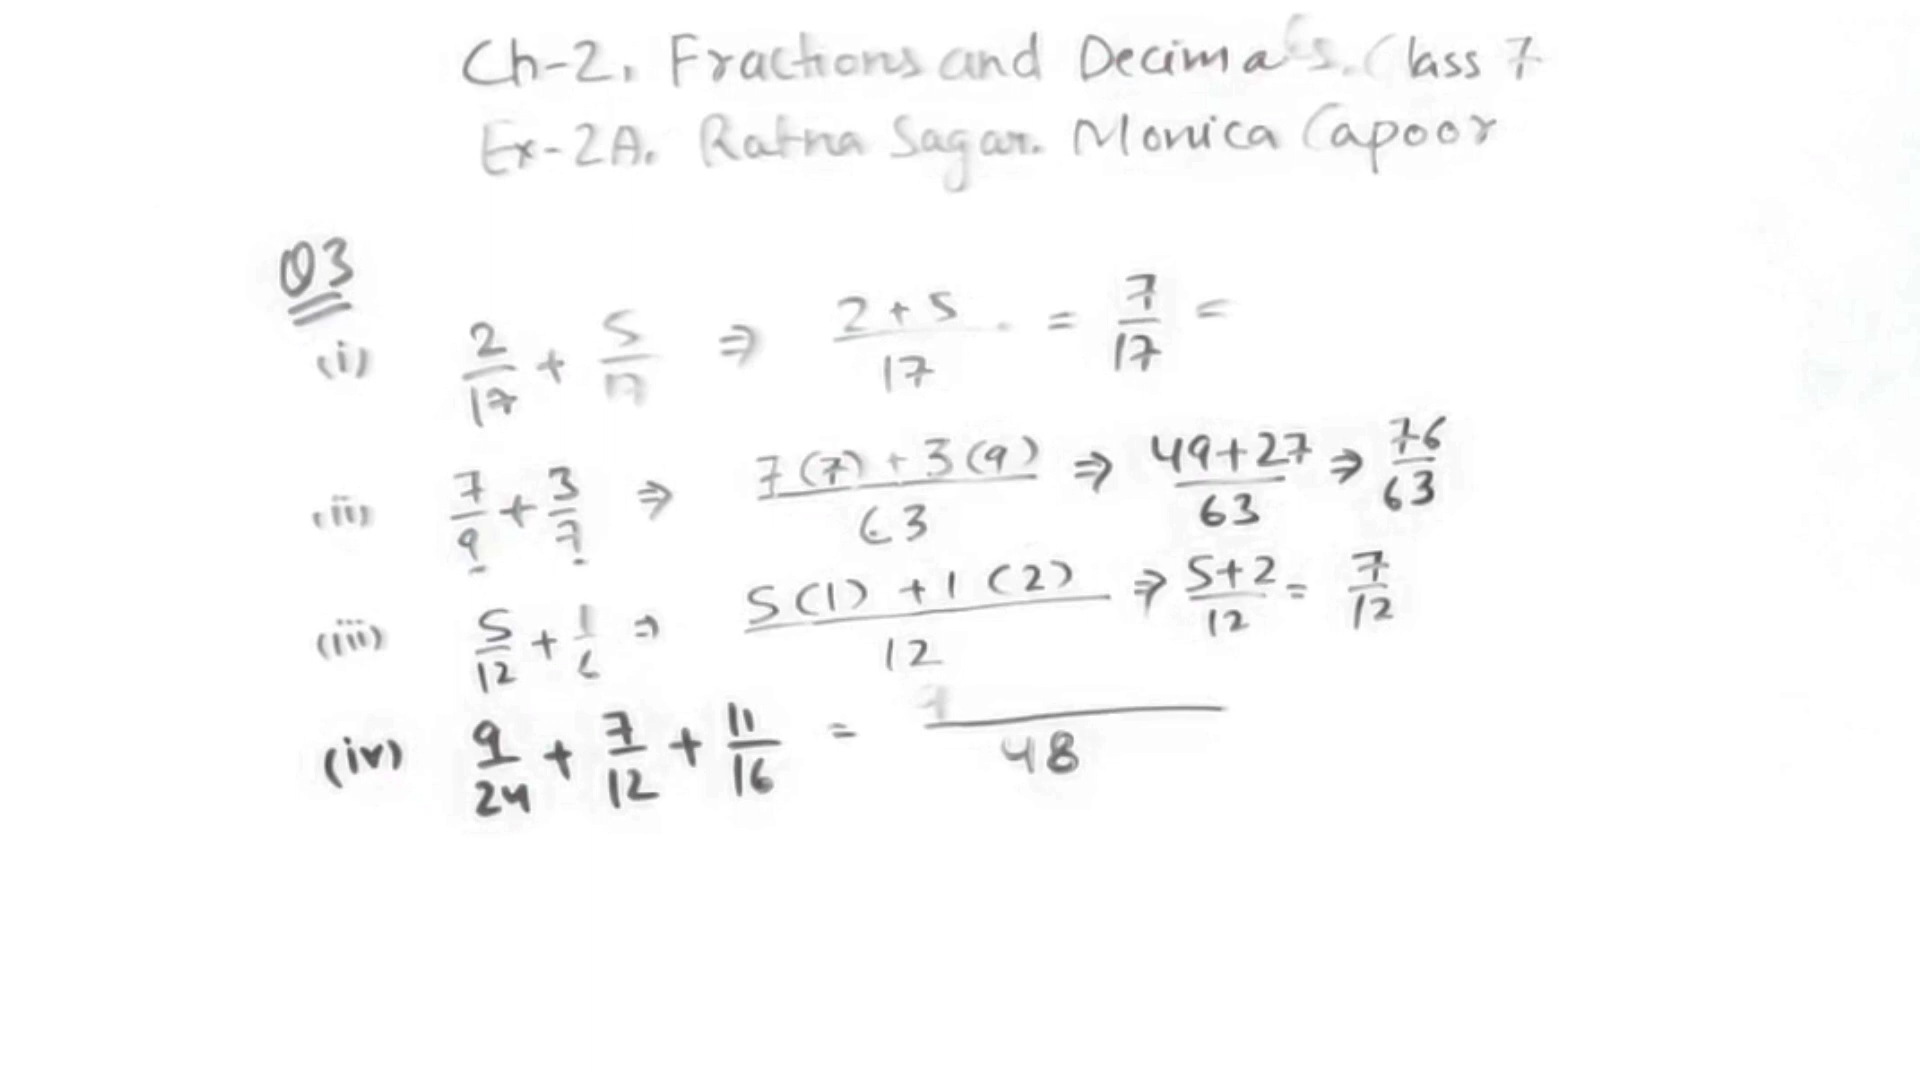 Ch-2. Fractions and Decimals. Class 7
Ex-2A. Ratna Sagar. Monica Capoor
Q3
(i) 2/17 + 5/17 ⇒ (2+5)/17 = 7/17 =
(ii) 7/9 + 3/7 ⇒ (7(7) + 3(9))/63 ⇒ (49+27)/63 ⇒ 76/63
(iii) 5/12 + 1/6 ⇒ (5(1) + 1(2))/12 ⇒ (5+2)/12 = 7/12
(iv) 9/24 + 7/12 + 11/16 = /48